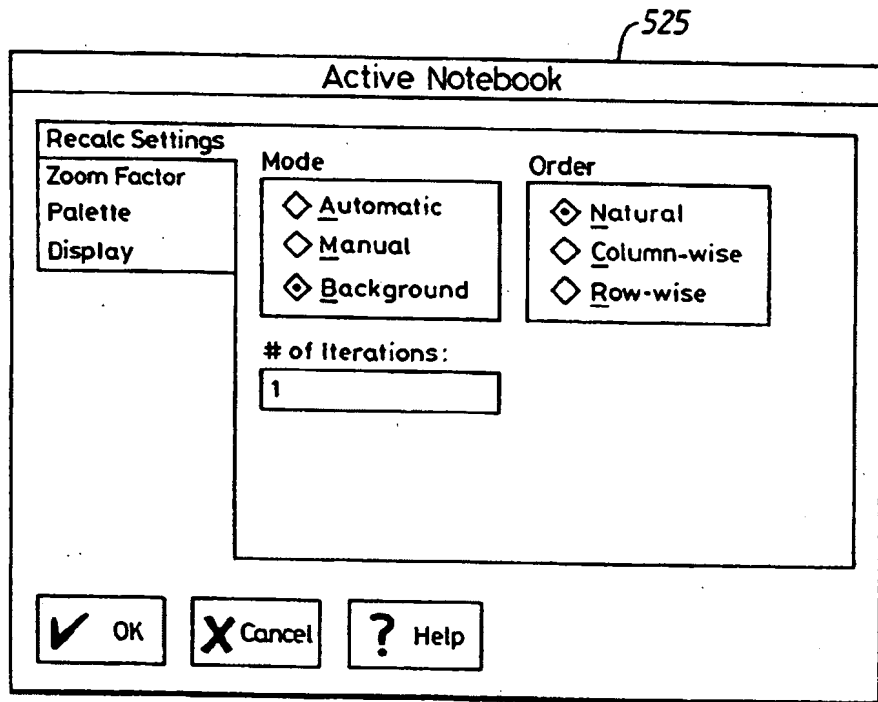 525
Active Notebook
Recalc Settings
Zoom Factor
Palette
Display
Mode
Automatic
Manual
Background
Order
Natural
Column-wise
Row-wise
# of Iterations:
1
OK
Cancel
? Help